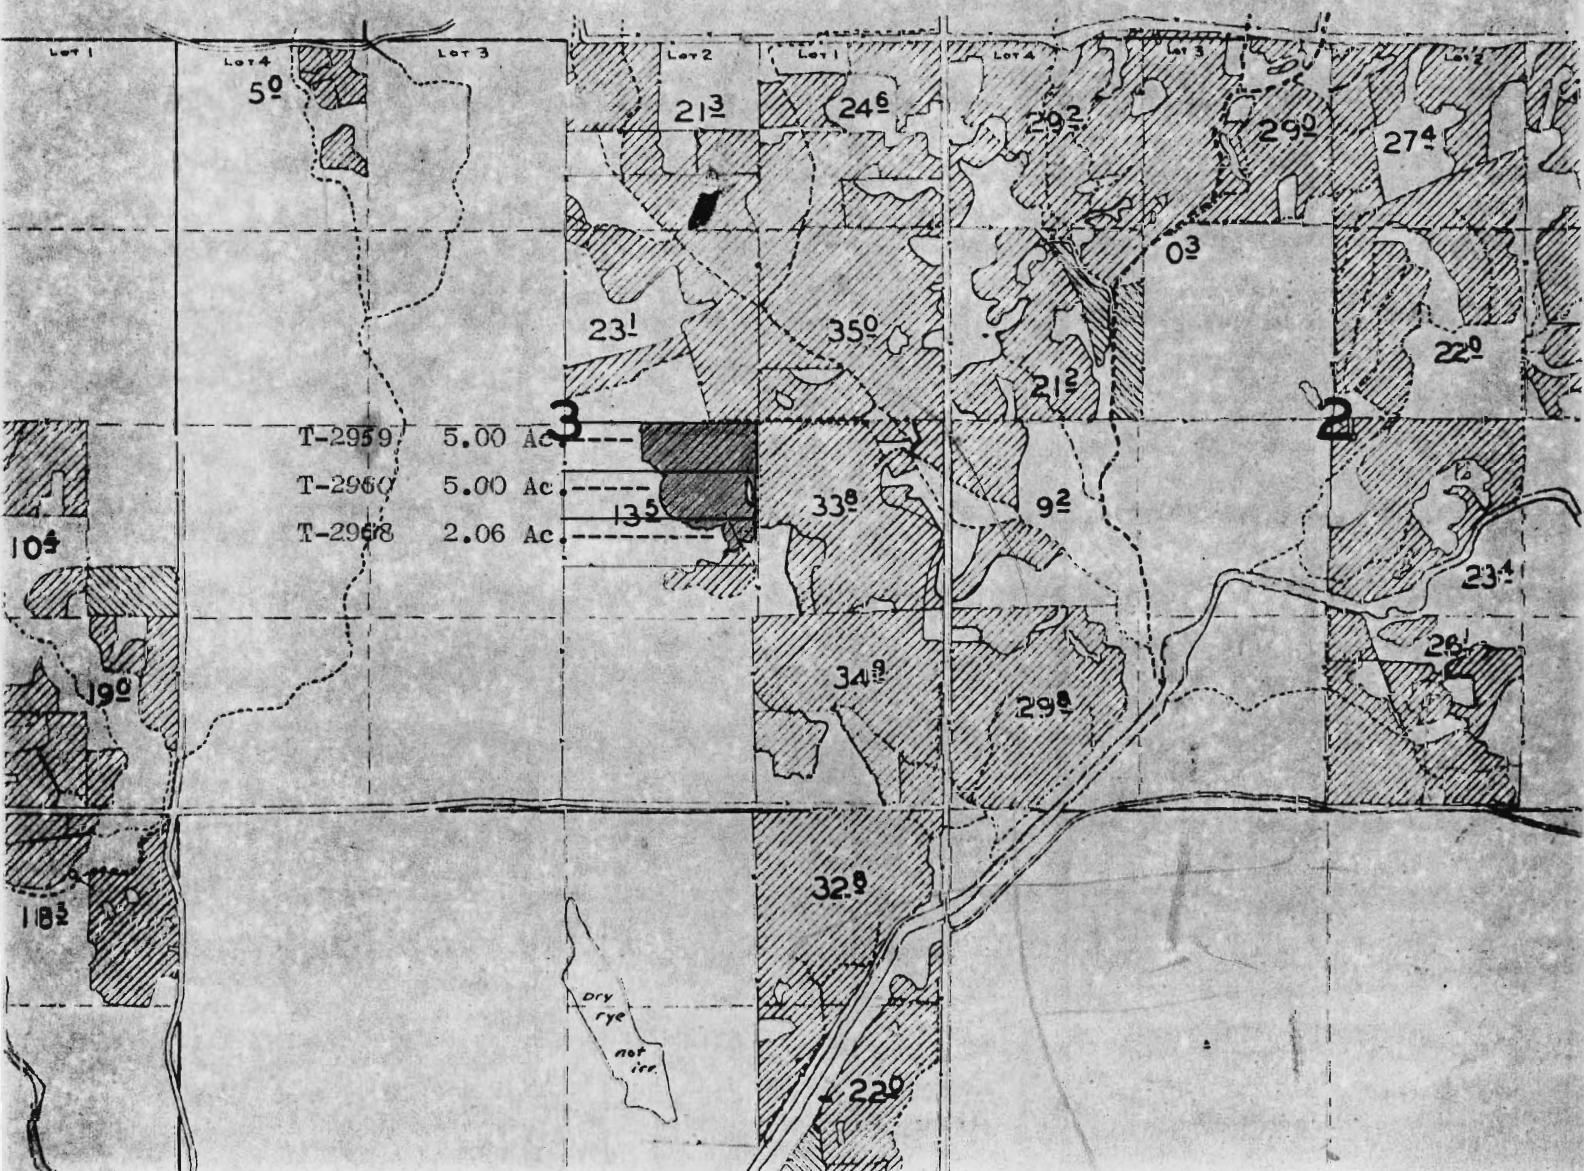 LOT 1
LOT 4
LOT 3
LOT 2
LOT 1
LOT 4
LOT 3
LOT 2
5 0
21 3
24 6
29 2
29 0
27 4
0 3
23 1
35 0
21 2
22 0
3
2
T-2959 5.00 Ac.
T-2960 5.00 Ac.
T-2958 2.06 Ac.
13 5
33 8
9 2
10 4
23 4
19 0
34 9
29 8
26 1
32 8
18 5
Dry
rye
not
irr.
22 0